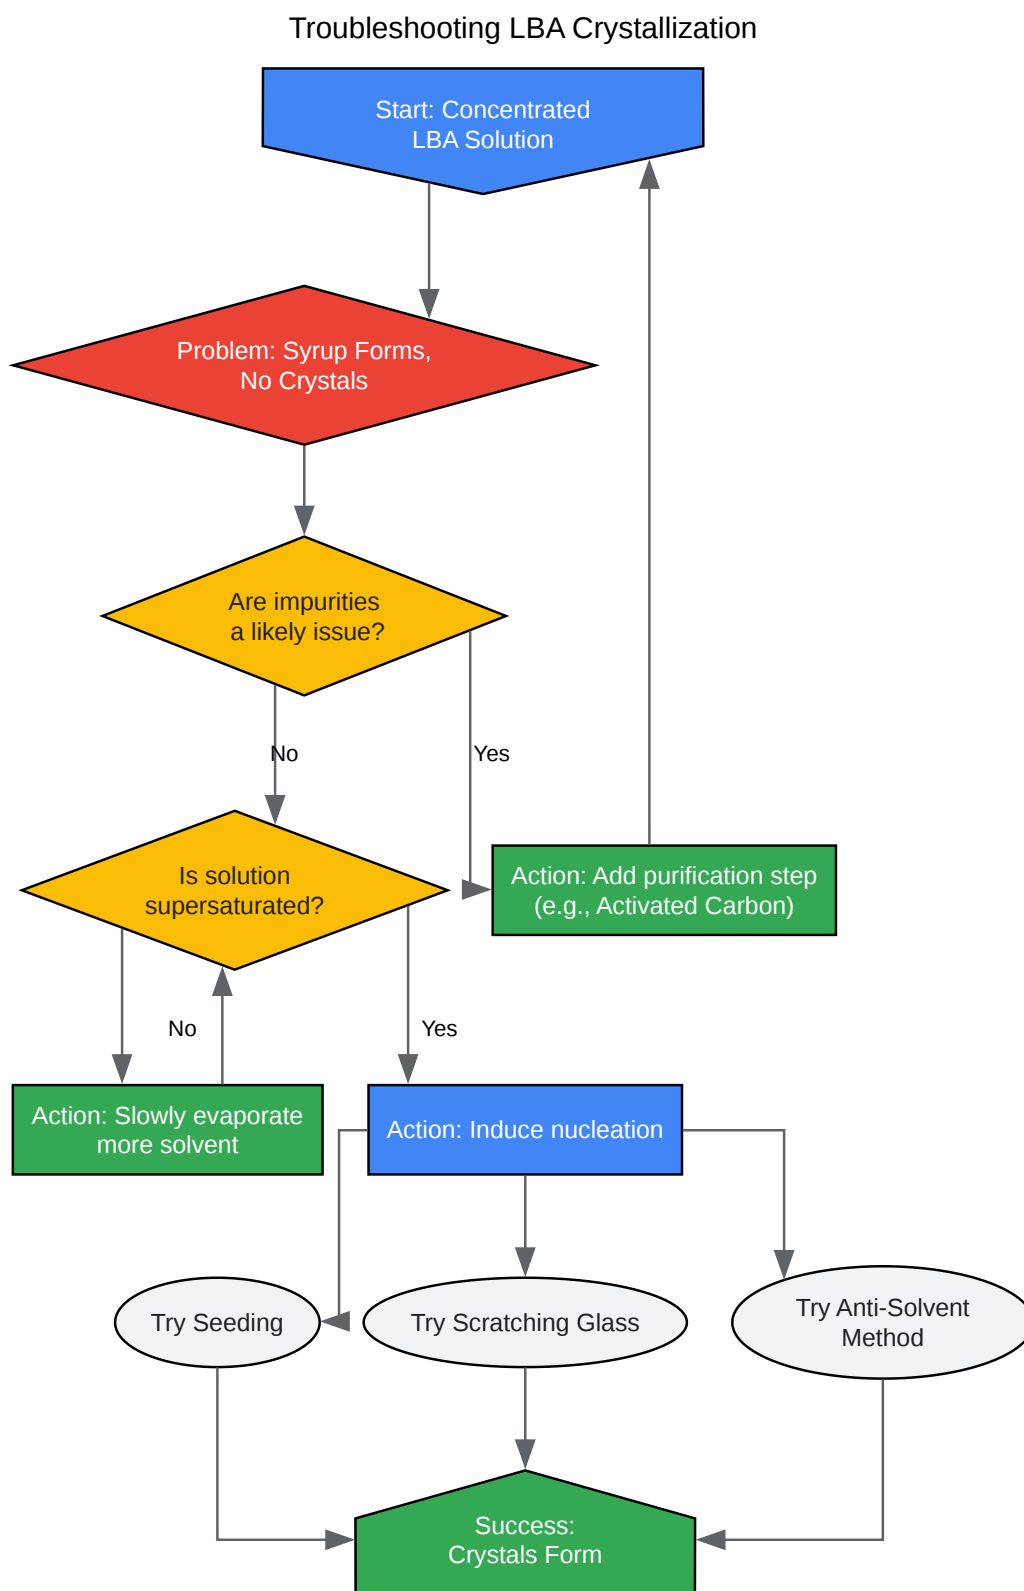 Troubleshooting LBA Crystallization
Start: Concentrated
LBA Solution
Problem: Syrup Forms,
No Crystals
Are impurities
a likely issue?
No
Yes
Is solution
supersaturated?
Action: Add purification step
(e.g., Activated Carbon)
No
Yes
Action: Slowly evaporate
more solvent
Action: Induce nucleation
Try Seeding
Try Scratching Glass
Try Anti-Solvent
Method
Success:
Crystals Form